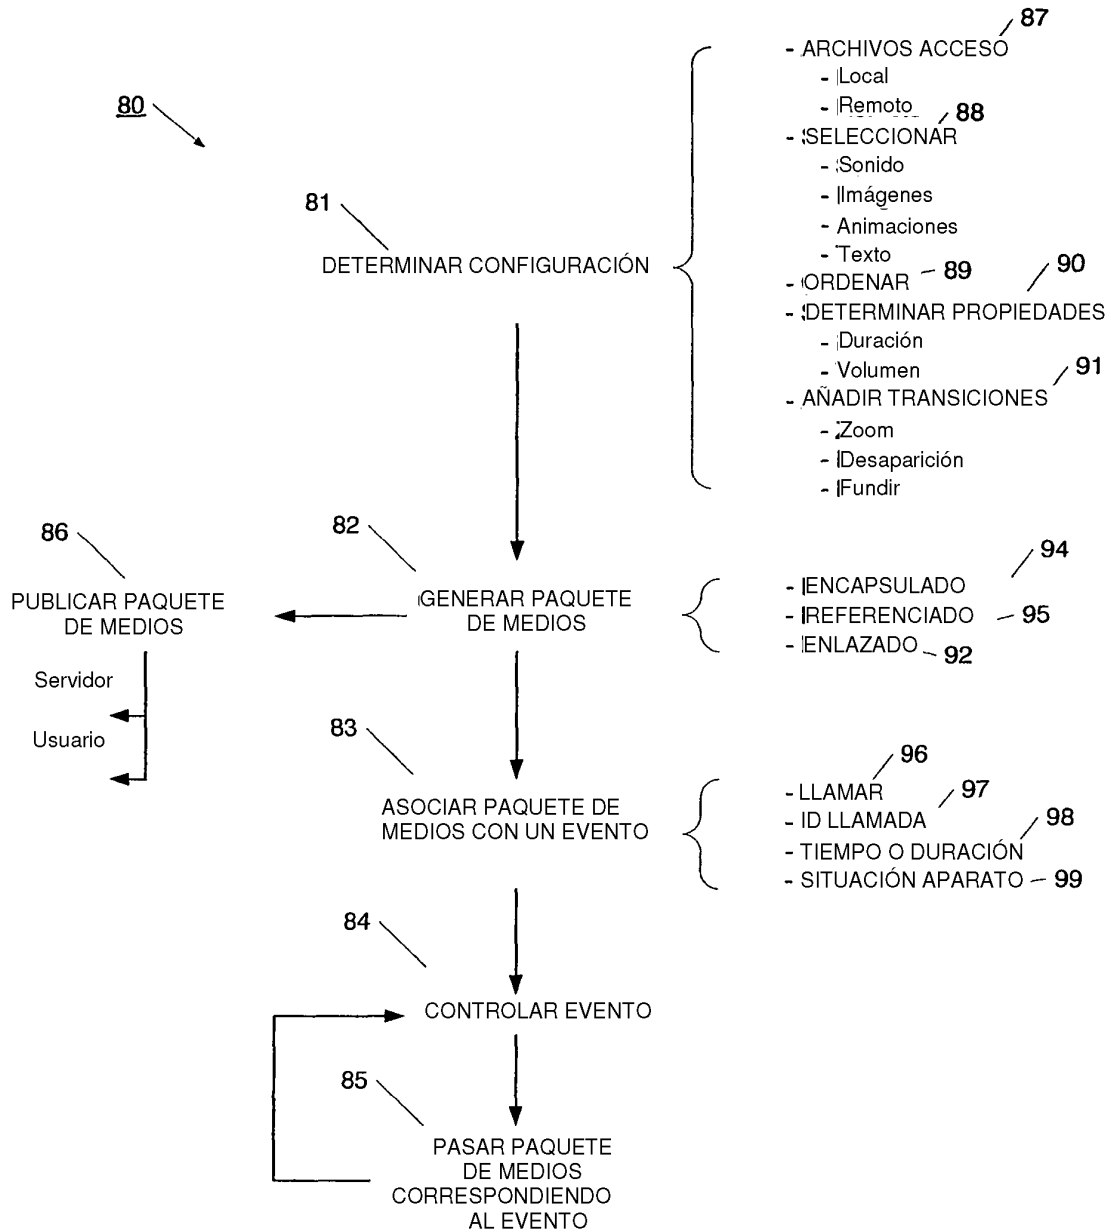 80
87
- ARCHIVOS ACCESO
- Local
- Remoto
88
- SELECCIONAR
- Sonido
- Imágenes
- Animaciones
- Texto
89
- ORDENAR
90
- DETERMINAR PROPIEDADES
- Duración
- Volumen
91
- AÑADIR TRANSICIONES
- Zoom
- Desaparición
- Fundir
81
DETERMINAR CONFIGURACIÓN
82
GENERAR PAQUETE
DE MEDIOS
86
PUBLICAR PAQUETE
DE MEDIOS
Servidor
Usuario
94
- ENCAPSULADO
- REFERENCIADO 95
- ENLAZADO 92
83
ASOCIAR PAQUETE DE
MEDIOS CON UN EVENTO
96
- LLAMAR
97
- ID LLAMADA
98
- TIEMPO O DURACIÓN
- SITUACIÓN APARATO 99
84
CONTROLAR EVENTO
85
PASAR PAQUETE
DE MEDIOS
CORRESPONDIENDO
AL EVENTO